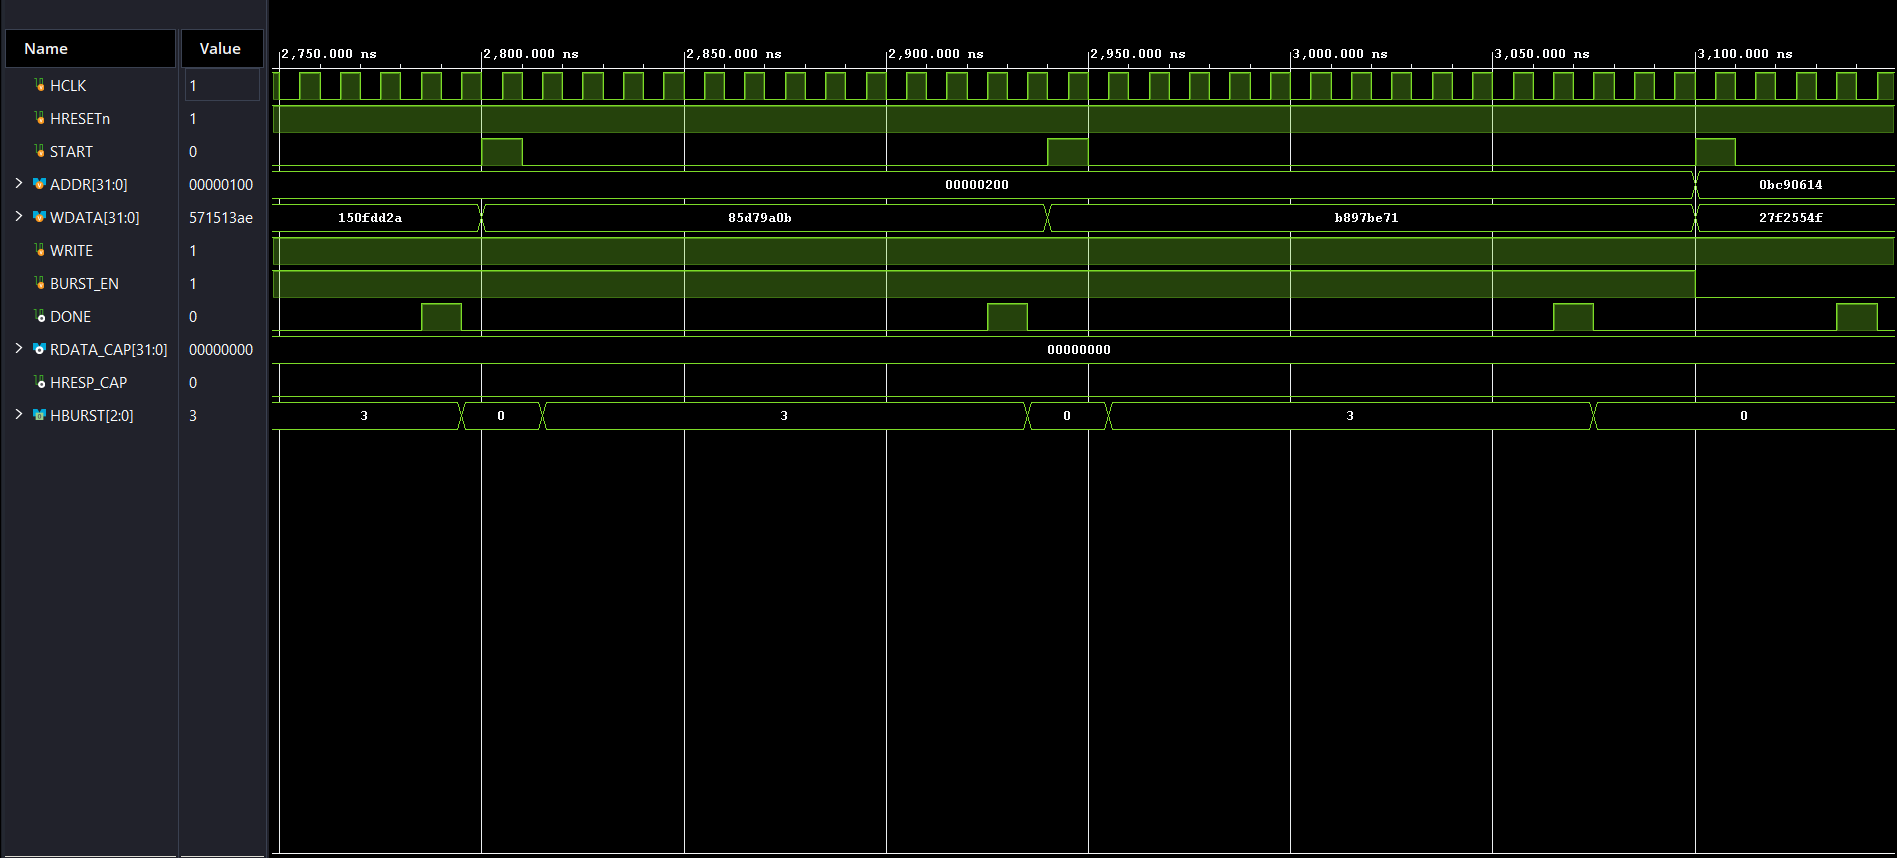 Name Value
2,750.000 ns 2,800.000 ns 2,850.000 ns 2,900.000 ns 2,950.000 ns 3,000.000 ns 3,050.000 ns 3,100.000 ns
HCLK 1
HRESETn 1
START 0
ADDR[31:0] 00000100 00000200 0bc90614
WDATA[31:0] 571513ae 150fdd2a 85d79a0b b897be71 27f2554f
WRITE 1
BURST_EN 1
DONE 0
RDATA_CAP[31:0] 00000000 00000000
HRESP_CAP 0
HBURST[2:0] 3 3 0 3 0 3 0